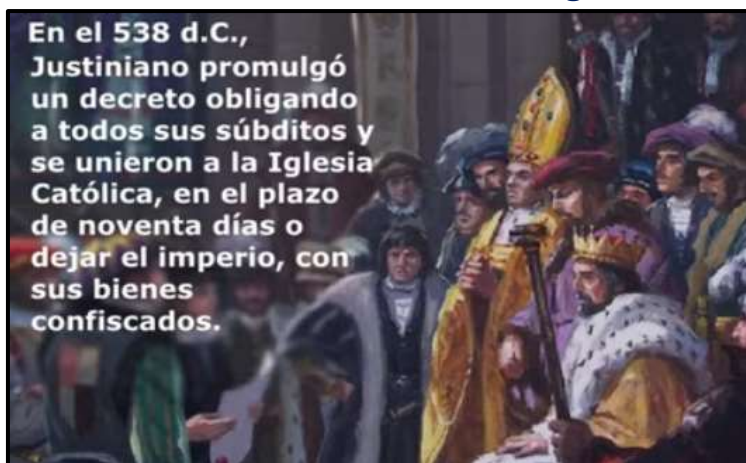 En el 538 d.C.,
Justiniano promulgó
un decreto obligando
a todos sus súbditos y
se unieron a la Iglesia
Católica, en el plazo
de noventa días o
dejar el imperio, con
sus bienes
confiscados.